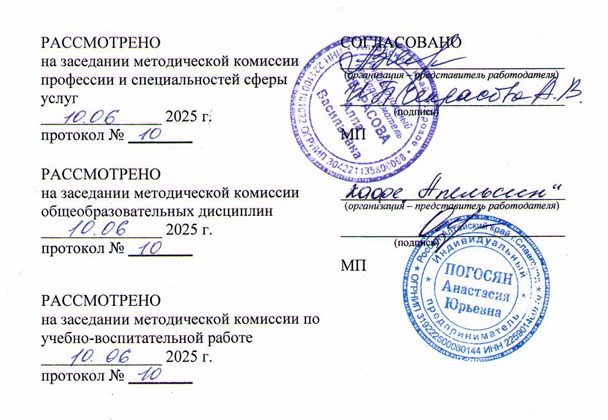 РАССМОТРЕНО
на заседании методической комиссии
профессии и специальностей сферы
услуг
10.06 2025 г.
протокол № 10
СОГЛАСОВАНО
(организация – представитель работодателя)
Некрасова А.В.
(подпись)
МП
Алла
Васильевна
РАССМОТРЕНО
на заседании методической комиссии
общеобразовательных дисциплин
10.06 2025 г.
протокол № 10
кафе „Апельсин“
(организация – представитель работодателя)
(подпись)
МП
Индивидуальный
ПОГОСЯН
Анастасия
Юрьевна
предприниматель
РАССМОТРЕНО
на заседании методической комиссии по
учебно-воспитательной работе
10.06 2025 г.
протокол № 10